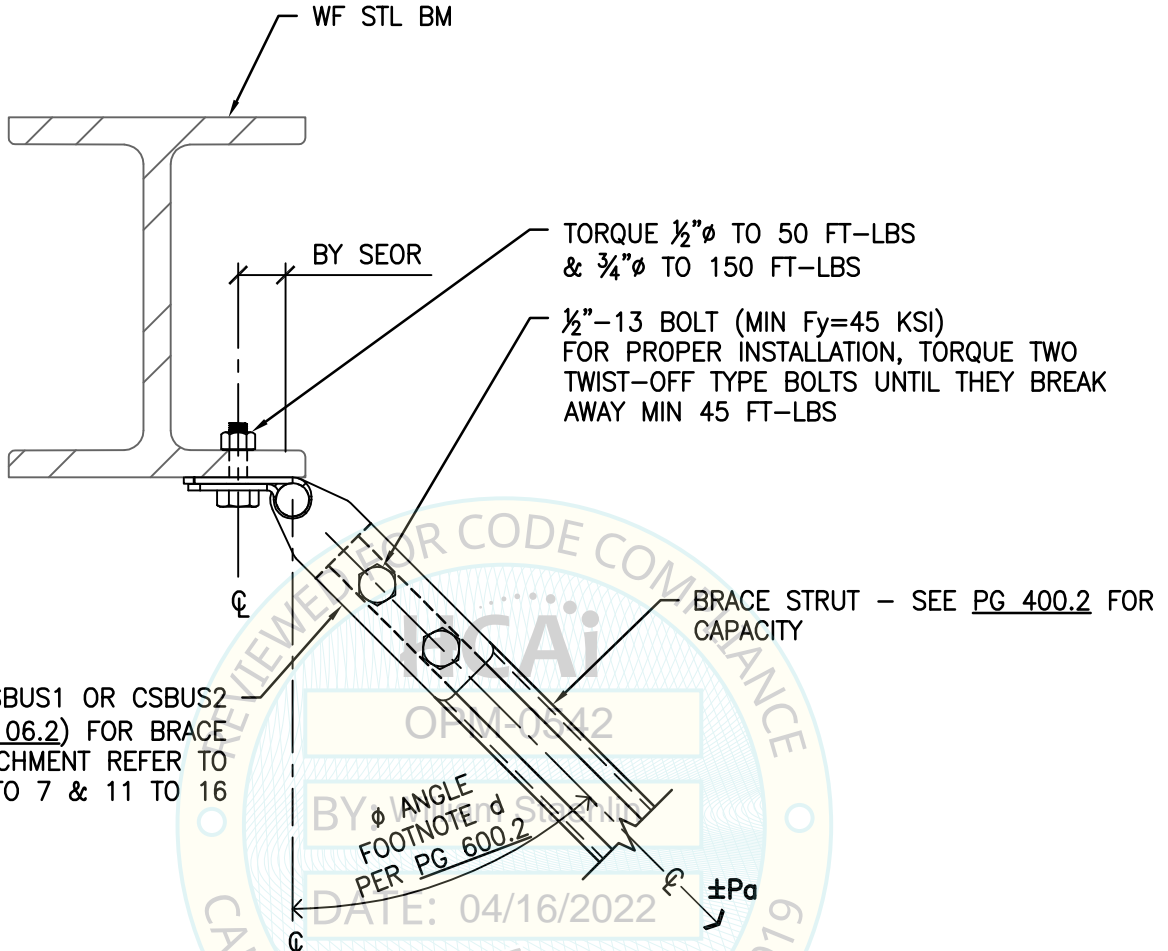 WF STL BM
BY SEOR
TORQUE ½"ø TO 50 FT-LBS
& ¾"ø TO 150 FT-LBS
½"-13 BOLT (MIN Fy=45 KSI)
FOR PROPER INSTALLATION, TORQUE TWO
TWIST-OFF TYPE BOLTS UNTIL THEY BREAK
AWAY MIN 45 FT-LBS
℄
BRACE STRUT - SEE PG 400.2 FOR
CAPACITY
OR CSBUS2
06.2) FOR BRACE
REFER TO
TO 7 & 11 TO 16
ø ANGLE
FOOTNOTE d
PER PG 600.2
℄
±Pa
℄
REVIEWED FOR CODE COMPLIANCE
HCAi
OPM-0542
BY: William Staehlin
DATE: 04/16/2022